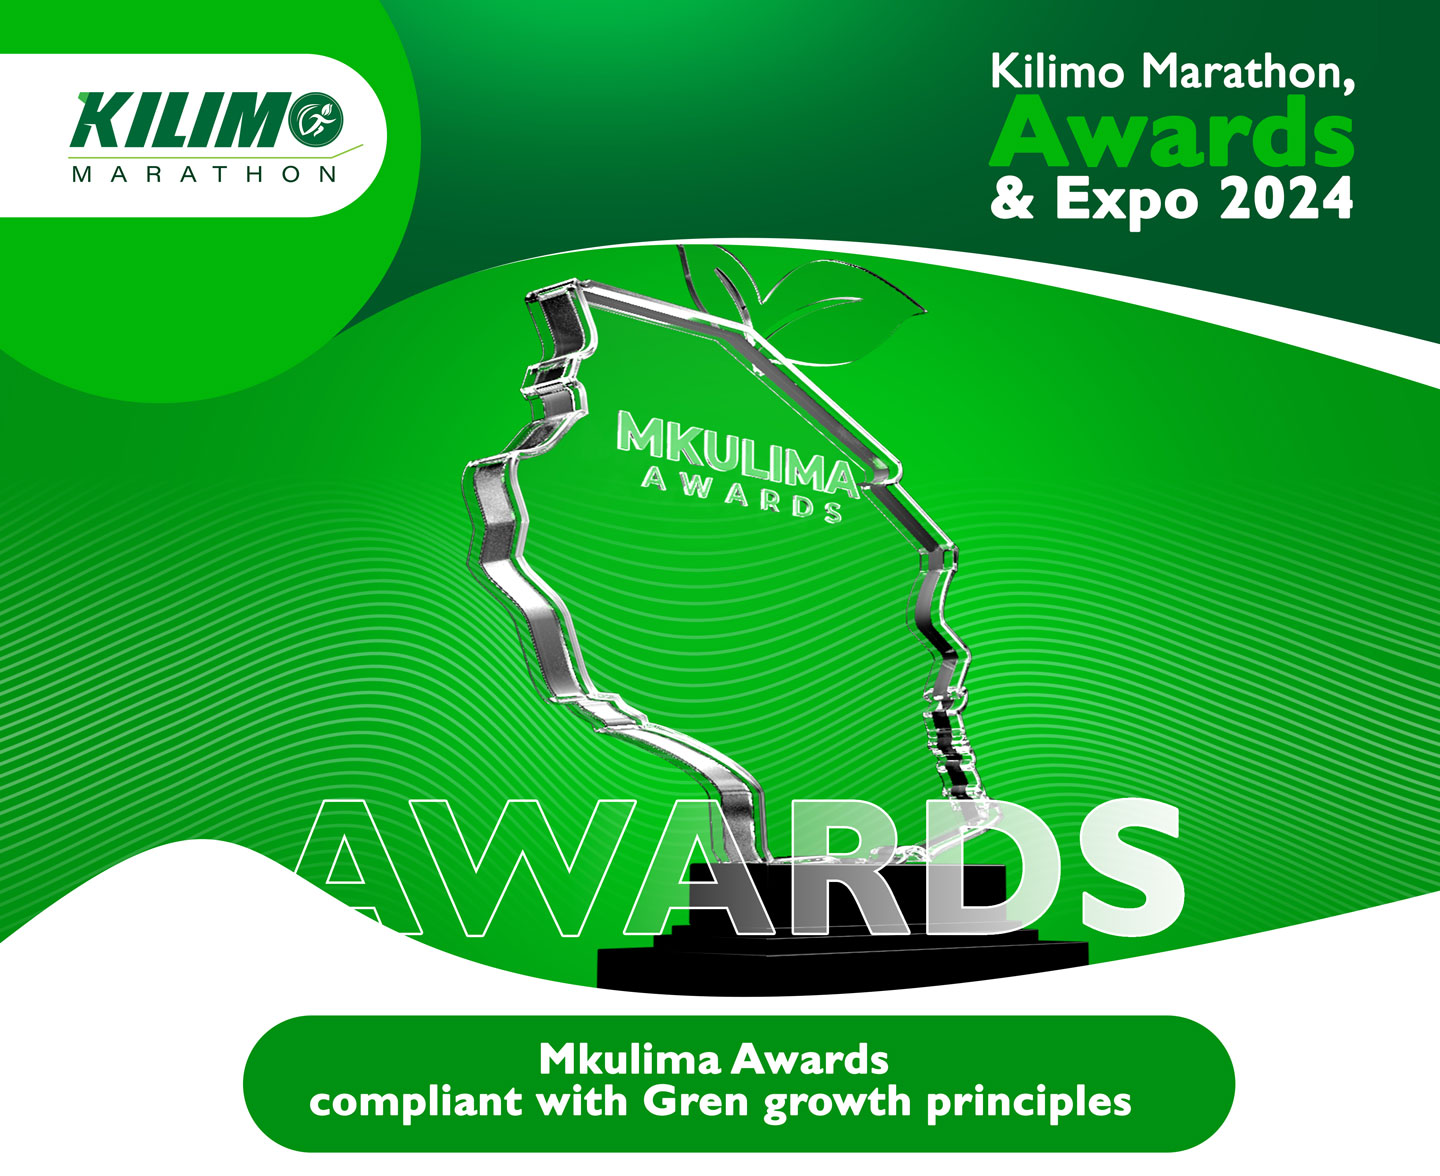 KILIMO
MARATHON
Kilimo Marathon,
Awards
& Expo 2024
MKULIMA
AWARDS
AWARDS
Mkulima Awards
compliant with Gren growth principles